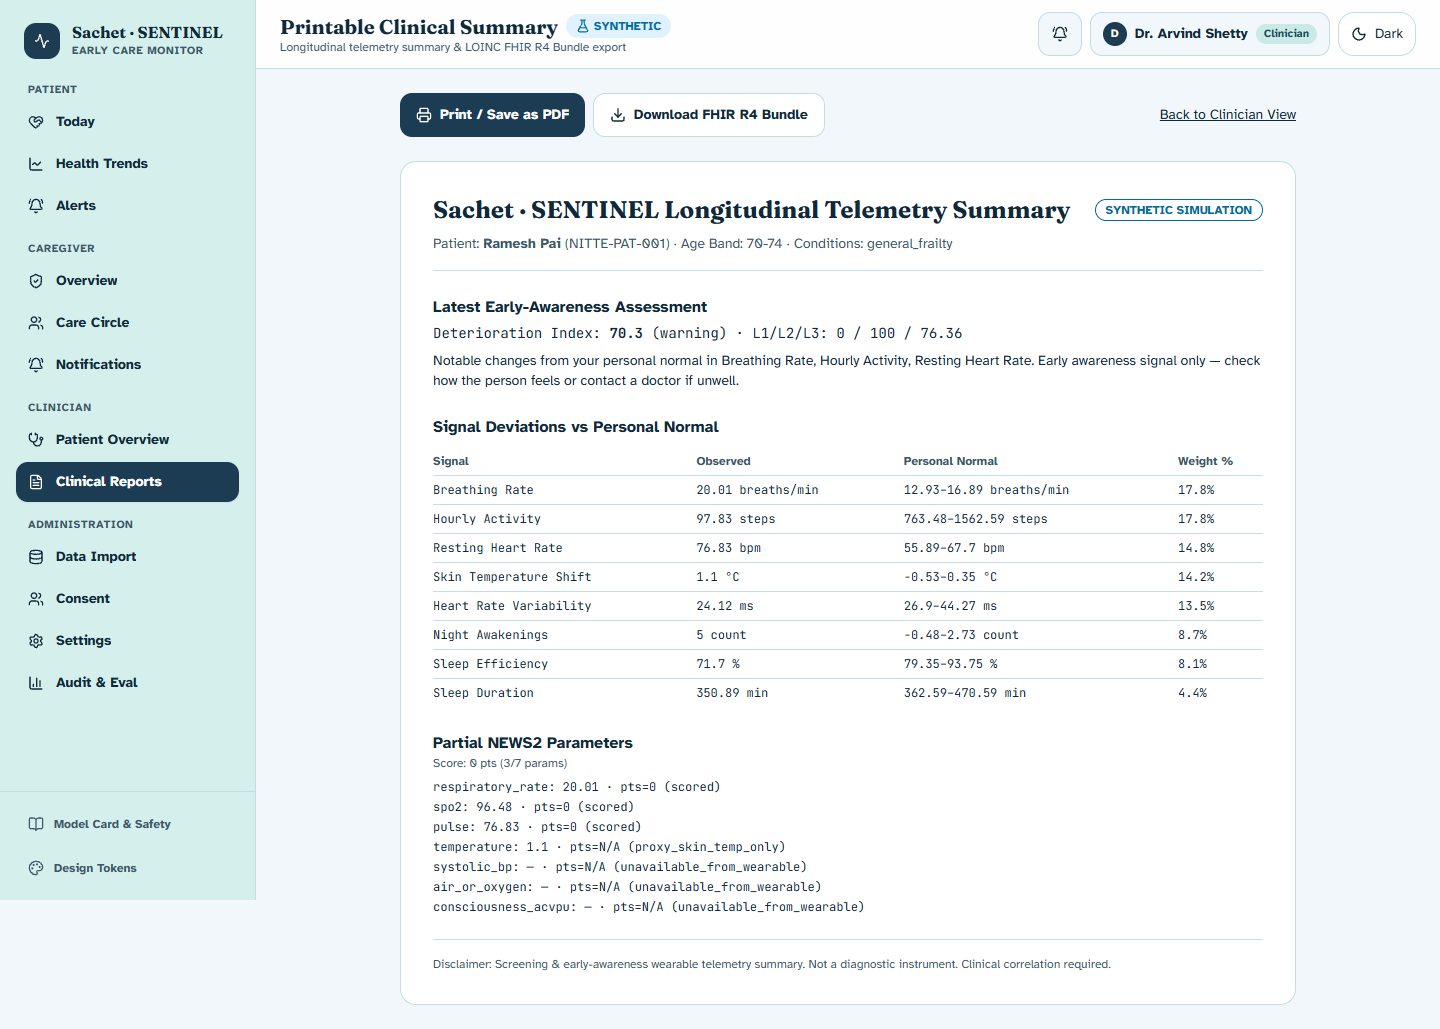 Sachet · SENTINEL
EARLY CARE MONITOR
PATIENT
Today
Health Trends
Alerts
CAREGIVER
Overview
Care Circle
Notifications
CLINICIAN
Patient Overview
Clinical Reports
ADMINISTRATION
Data Import
Consent
Settings
Audit & Eval
Model Card & Safety
Design Tokens
Printable Clinical Summary SYNTHETIC
Longitudinal telemetry summary & LOINC FHIR R4 Bundle export
D Dr. Arvind Shetty Clinician
Dark
Print / Save as PDF
Download FHIR R4 Bundle
Back to Clinician View
Sachet · SENTINEL Longitudinal Telemetry Summary SYNTHETIC SIMULATION
Patient: Ramesh Pai (NITTE-PAT-001) · Age Band: 70-74 · Conditions: general_frailty
Latest Early-Awareness Assessment
Deterioration Index: 70.3 (warning) · L1/L2/L3: 0 / 100 / 76.36
Notable changes from your personal normal in Breathing Rate, Hourly Activity, Resting Heart Rate. Early awareness signal only — check
how the person feels or contact a doctor if unwell.
Signal Deviations vs Personal Normal
Signal Observed Personal Normal Weight %
Breathing Rate 20.01 breaths/min 12.93–16.89 breaths/min 17.8%
Hourly Activity 97.83 steps 763.48–1562.59 steps 17.8%
Resting Heart Rate 76.83 bpm 55.89–67.7 bpm 14.8%
Skin Temperature Shift 1.1 °C -0.53–0.35 °C 14.2%
Heart Rate Variability 24.12 ms 26.9–44.27 ms 13.5%
Night Awakenings 5 count -0.48–2.73 count 8.7%
Sleep Efficiency 71.7 % 79.35–93.75 % 8.1%
Sleep Duration 350.89 min 362.59–470.59 min 4.4%
Partial NEWS2 Parameters
Score: 0 pts (3/7 params)
respiratory_rate: 20.01 · pts=0 (scored)
spo2: 96.48 · pts=0 (scored)
pulse: 76.83 · pts=0 (scored)
temperature: 1.1 · pts=N/A (proxy_skin_temp_only)
systolic_bp: — · pts=N/A (unavailable_from_wearable)
air_or_oxygen: — · pts=N/A (unavailable_from_wearable)
consciousness_acvpu: — · pts=N/A (unavailable_from_wearable)
Disclaimer: Screening & early-awareness wearable telemetry summary. Not a diagnostic instrument. Clinical correlation required.